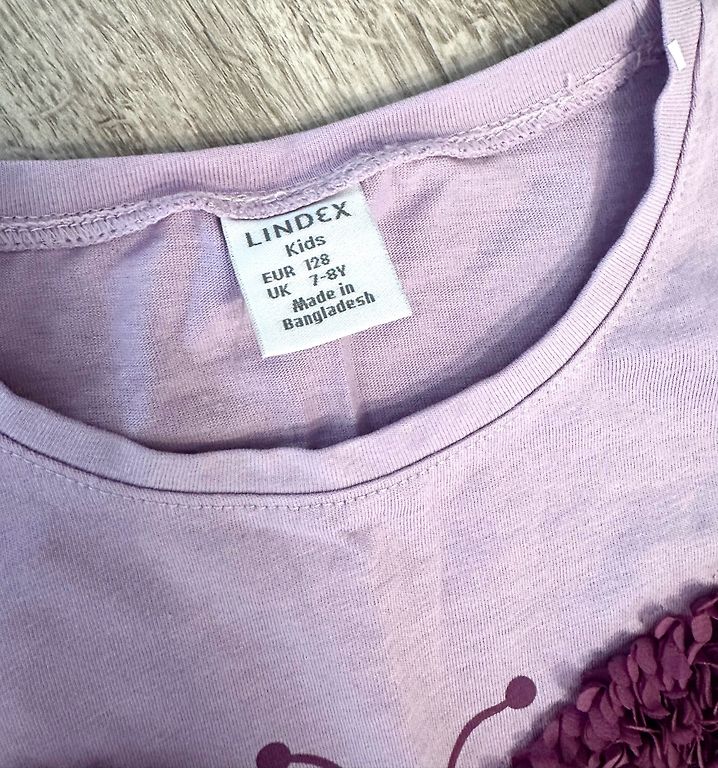 LINDEX
Kids
EUR 128
UK 7-8Y
Made in
Bangladesh